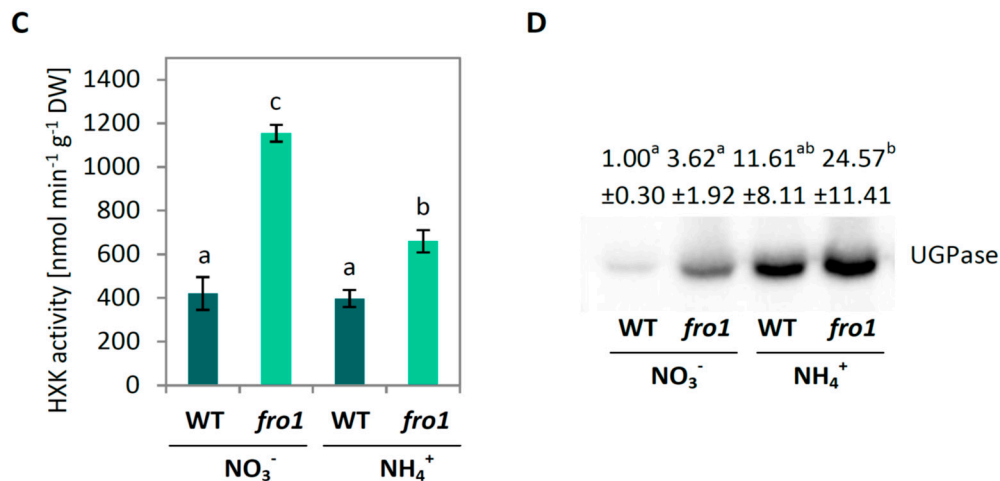 C
HXK activity [nmol min⁻¹ g⁻¹ DW]
1400
1200
1000
800
600
400
200
0
a
c
a
b
WT fro1 WT fro1
NO₃⁻ NH₄⁺
D
1.00ᵃ 3.62ᵃ 11.61ᵃᵇ 24.57ᵇ
±0.30 ±1.92 ±8.11 ±11.41
UGPase
WT fro1 WT fro1
NO₃⁻ NH₄⁺